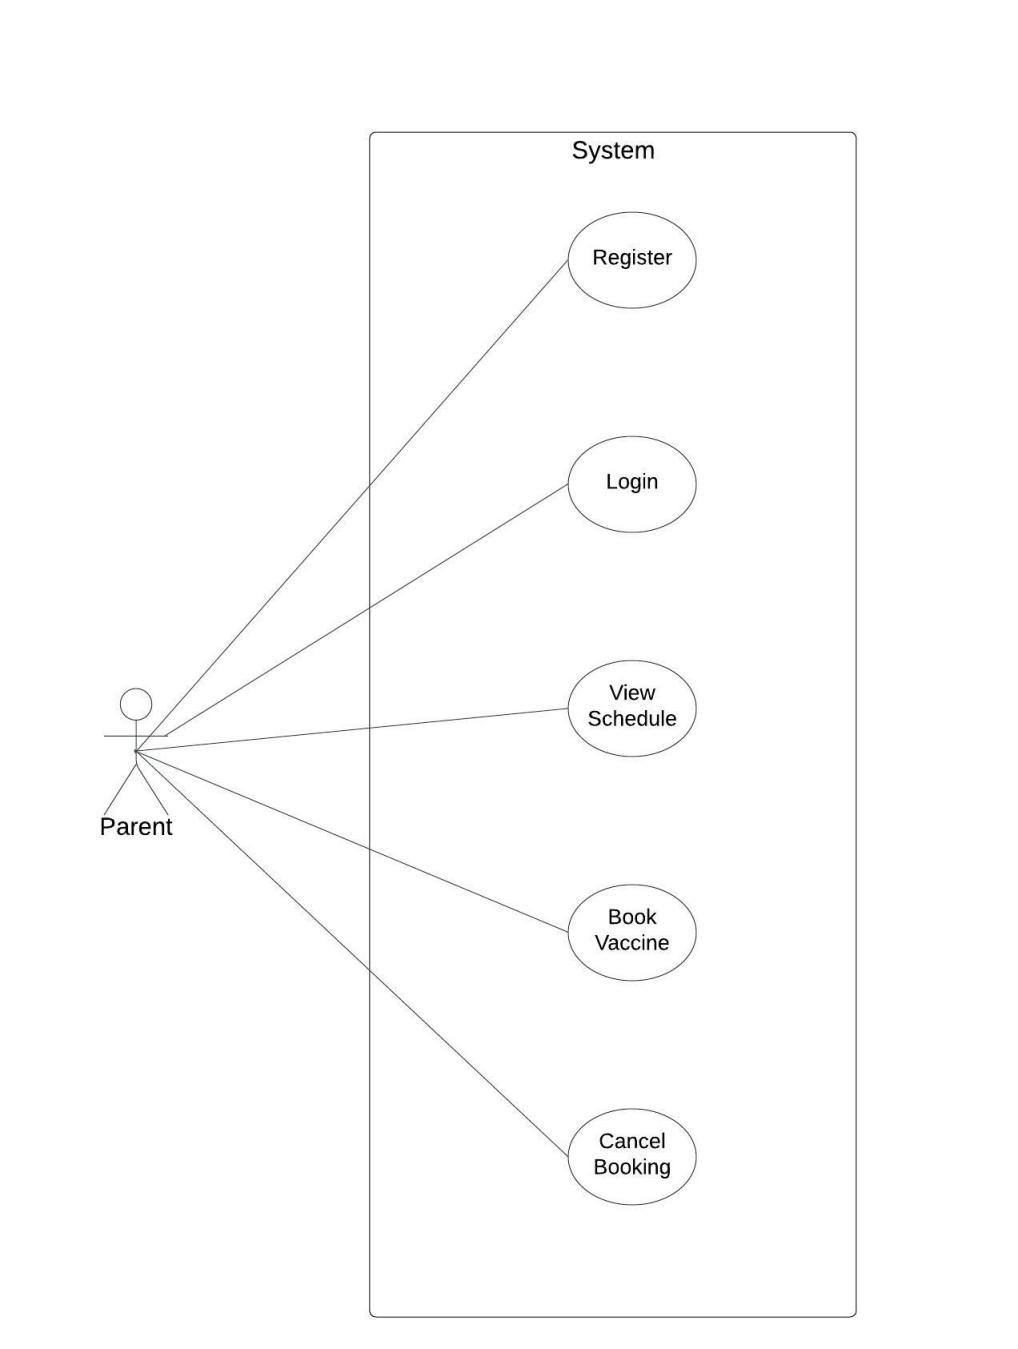 System
Register
Login
View
Schedule
Parent
Book
Vaccine
Cancel
Booking